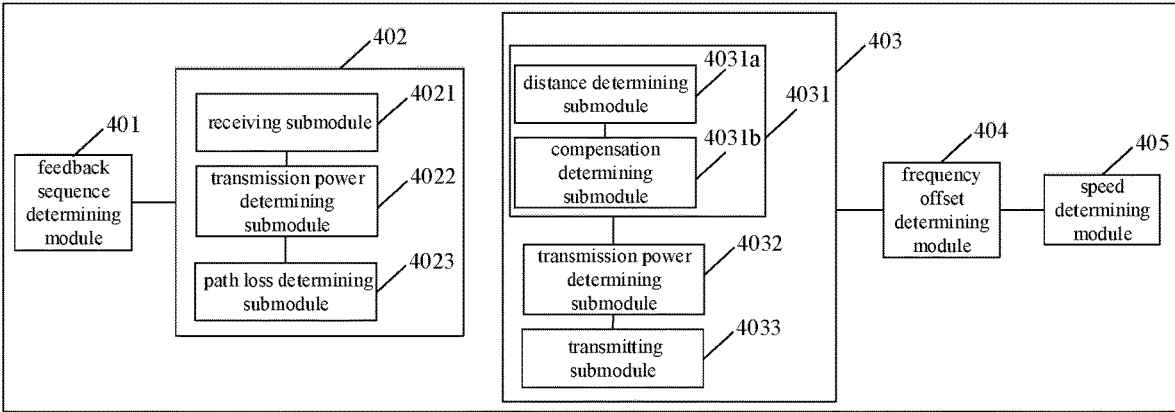 401
feedback
sequence
determining
module
402
receiving submodule
4021
transmission power
determining
submodule
4022
path loss determining
submodule
4023
403
distance determining
submodule
4031a
4031
compensation
determining
submodule
4031b
transmission power
determining
submodule
4032
transmitting
submodule
4033
404
frequency
offset
determining
module
405
speed
determining
module